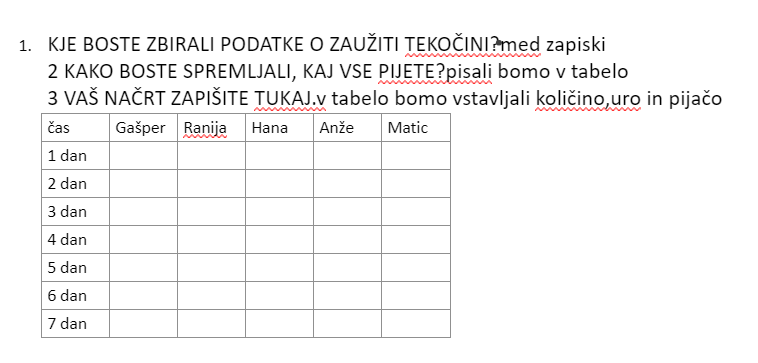 1. KJE BOSTE ZBIRALI PODATKE O ZAUŽITI TEKOČINI?med zapiski
2 KAKO BOSTE SPREMLJALI, KAJ VSE PIJETE?pisali bomo v tabelo
3 VAŠ NAČRT ZAPIŠITE TUKAJ.v tabelo bomo vstavljali količino,uro in pijačo
čas Gašper Ranija Hana Anže Matic
1 dan
2 dan
3 dan
4 dan
5 dan
6 dan
7 dan